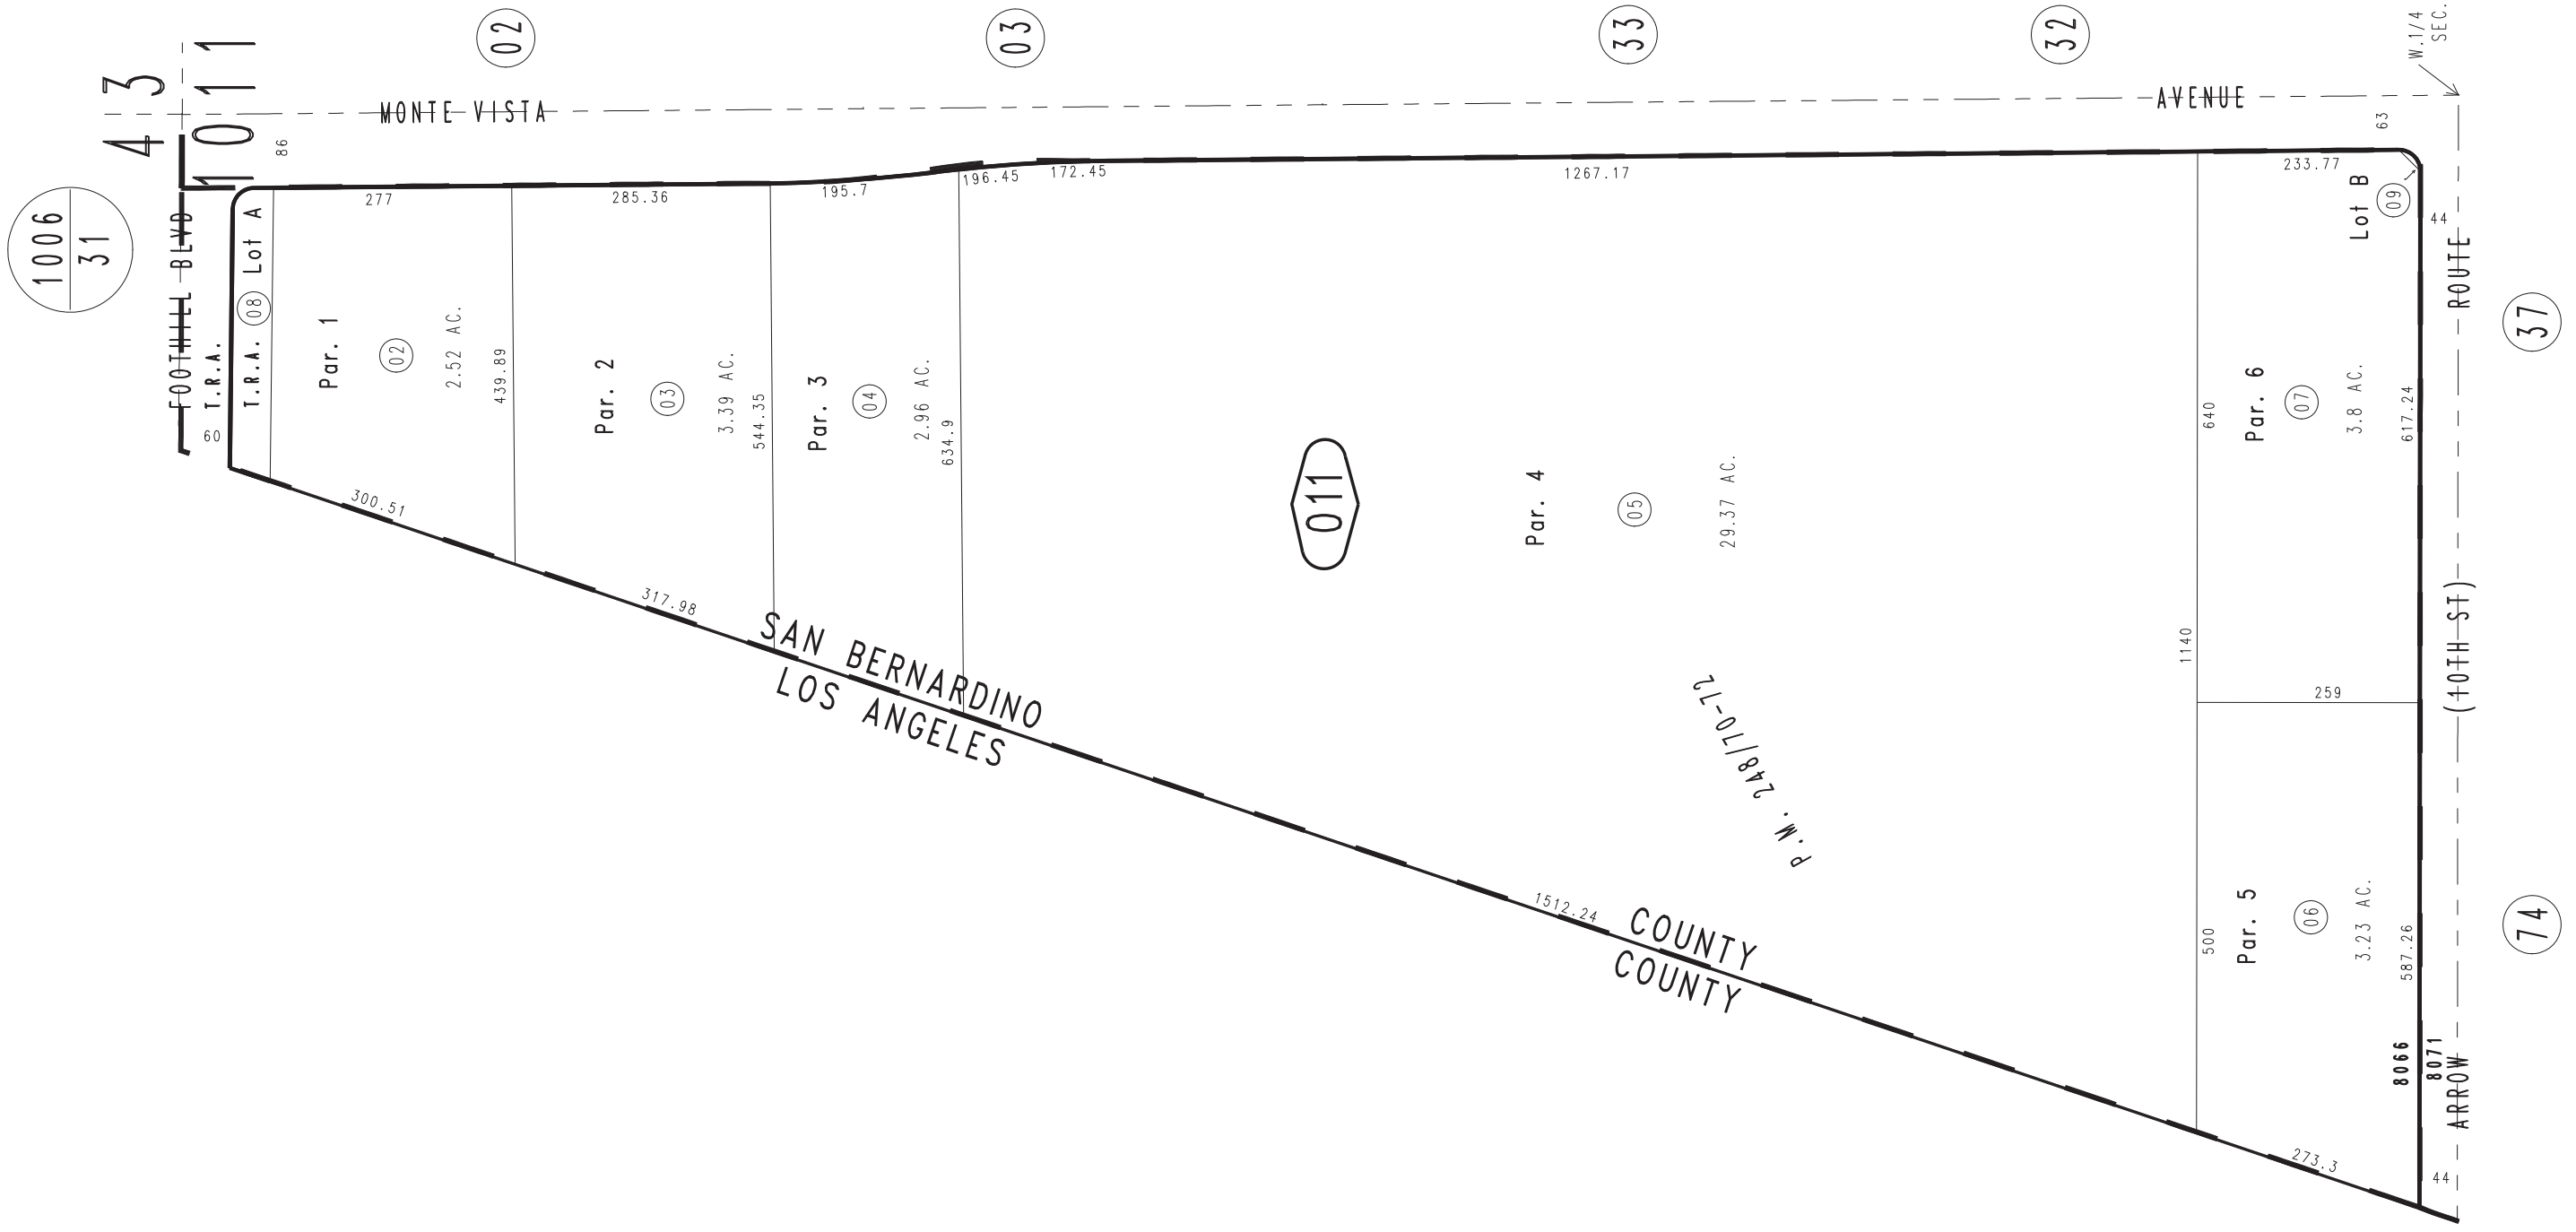 4 3
1011
1006
31
02
03
33
32
37
74
W.1/4
SEC.
MONTE VISTA
AVENUE
FOOTHILL BLVD
T.R.A.
T.R.A.
60
08
Lot A
86
277
285.36
195.7
196.45
172.45
1267.17
233.77
63
Lot B
09
44
Par. 1
02
2.52 AC.
439.89
300.51
Par. 2
03
3.39 AC.
544.35
317.98
Par. 3
04
2.96 AC.
634.9
011
Par. 4
05
29.37 AC.
P.M. 248/70-72
1512.24
640
1140
Par. 6
07
3.8 AC.
617.24
259
500
Par. 5
06
3.23 AC.
587.26
273.3
44
8066
8071
ARROW
(10TH ST)
ROUTE
SAN BERNARDINO
COUNTY
LOS ANGELES
COUNTY